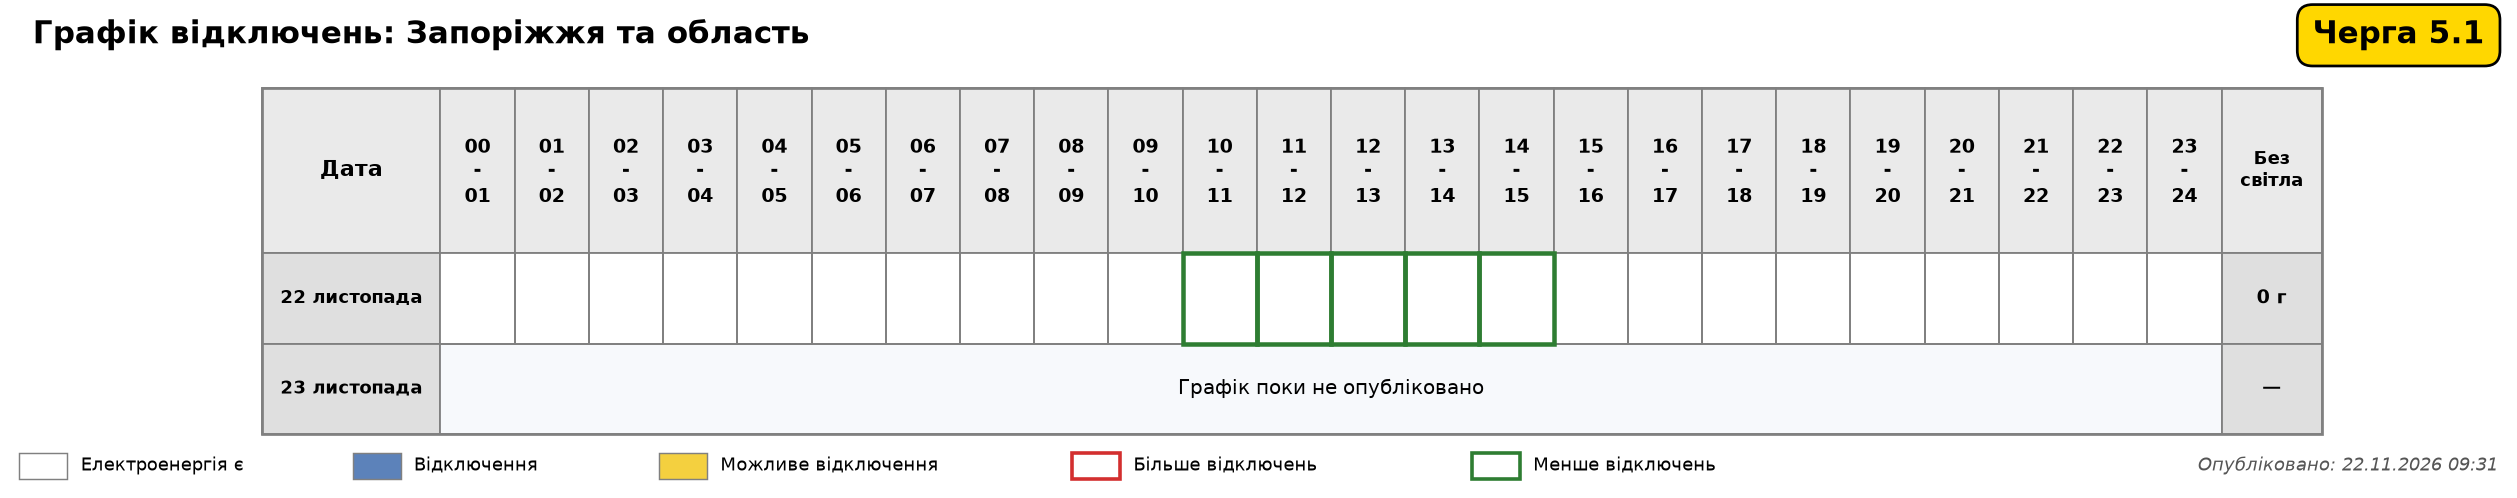 Графік відключень: Запоріжжя та область
Черга 5.1
Дата
00 - 01
01 - 02
02 - 03
03 - 04
04 - 05
05 - 06
06 - 07
07 - 08
08 - 09
09 - 10
10 - 11
11 - 12
12 - 13
13 - 14
14 - 15
15 - 16
16 - 17
17 - 18
18 - 19
19 - 20
20 - 21
21 - 22
22 - 23
23 - 24
Без
світла
22 листопада
0 г
23 листопада
Графік поки не опубліковано
—
Електроенергія є
Відключення
Можливе відключення
Більше відключень
Менше відключень
Опубліковано: 22.11.2026 09:31